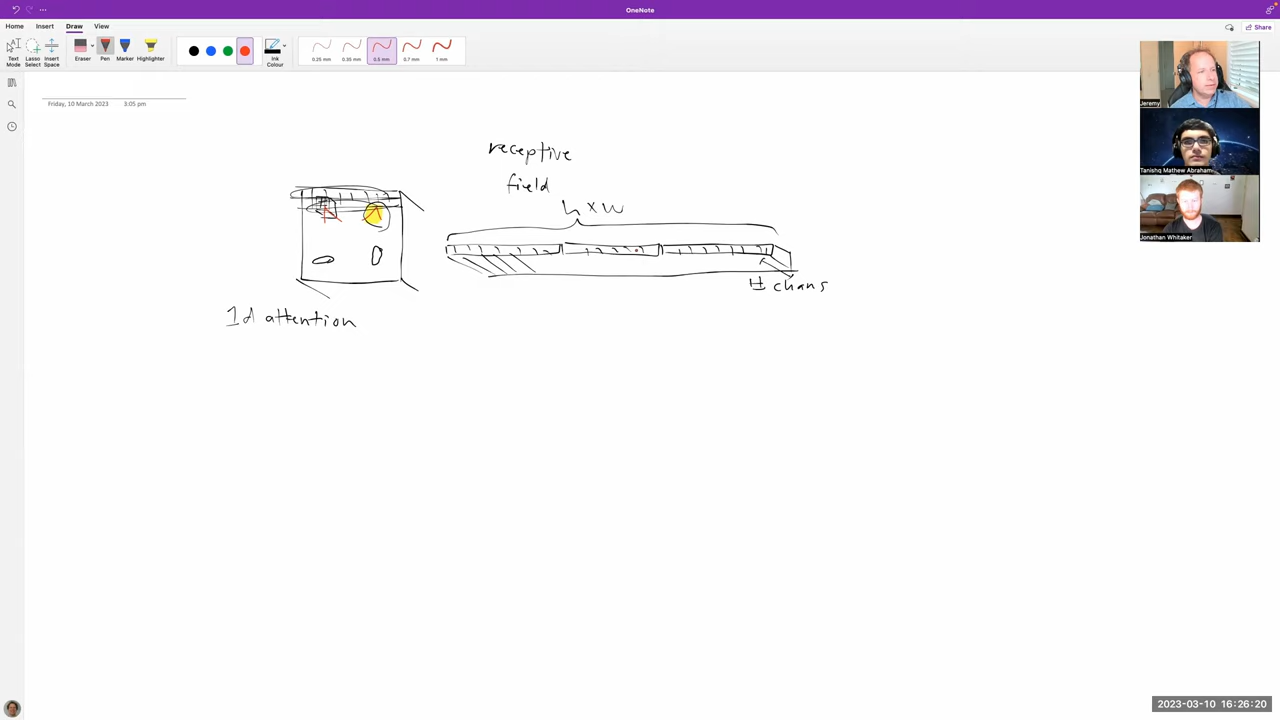 OneNote
Home Insert Draw View
Share
Text Mode
Lasso Select
Insert Space
Eraser
Pen
Marker
Highlighter
Ink Colour
0.25 mm
0.35 mm
0.5 mm
0.7 mm
1 mm
Friday, 10 March 2023 3:05 pm
Jeremy
Tanishq Mathew Abraham
Jonathan Whitaker
receptive
field
h x w
# chans
1d attention
2023-03-10 16:26:20